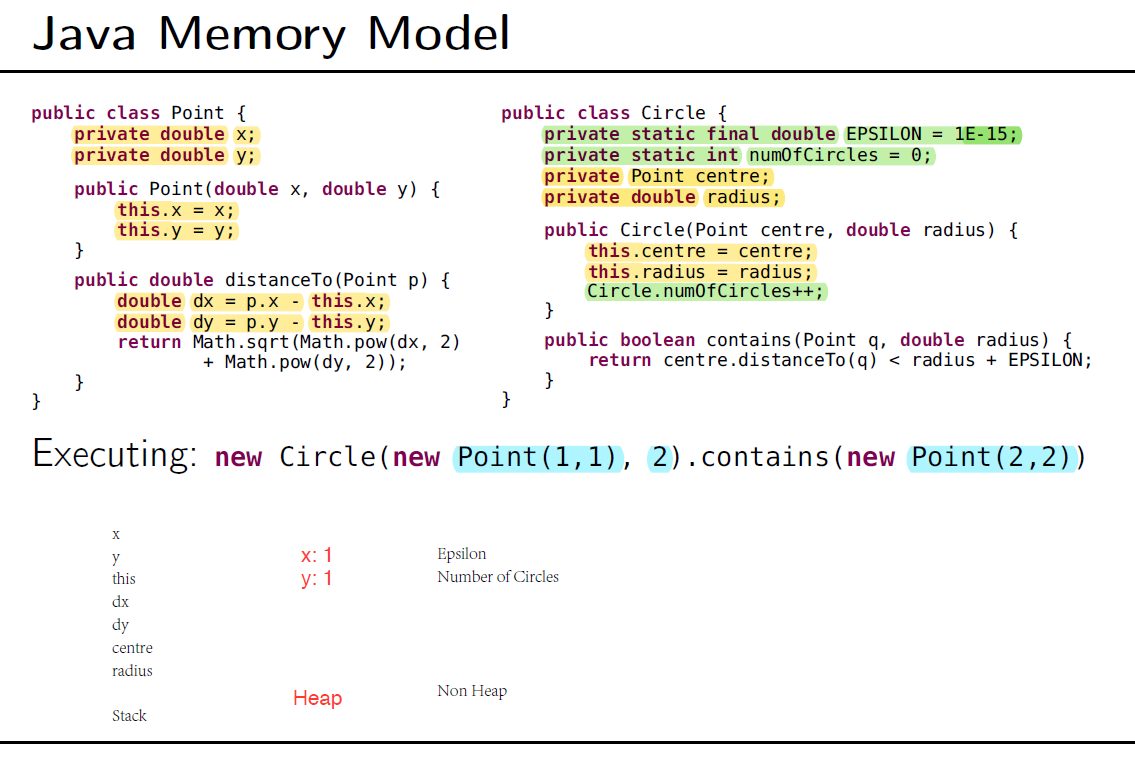 Java Memory Model
public class Point {
private double x;
private double y;
public Point(double x, double y) {
this.x = x;
this.y = y;
}
public double distanceTo(Point p) {
double dx = p.x - this.x;
double dy = p.y - this.y;
return Math.sqrt(Math.pow(dx, 2)
+ Math.pow(dy, 2));
}
}
public class Circle {
private static final double EPSILON = 1E-15;
private static int numOfCircles = 0;
private Point centre;
private double radius;
public Circle(Point centre, double radius) {
this.centre = centre;
this.radius = radius;
Circle.numOfCircles++;
}
public boolean contains(Point q, double radius) {
return centre.distanceTo(q) < radius + EPSILON;
}
}
Executing: new Circle(new Point(1,1), 2).contains(new Point(2,2))
x
y
this
dx
dy
centre
radius
Stack
x: 1
y: 1
Heap
Epsilon
Number of Circles
Non Heap